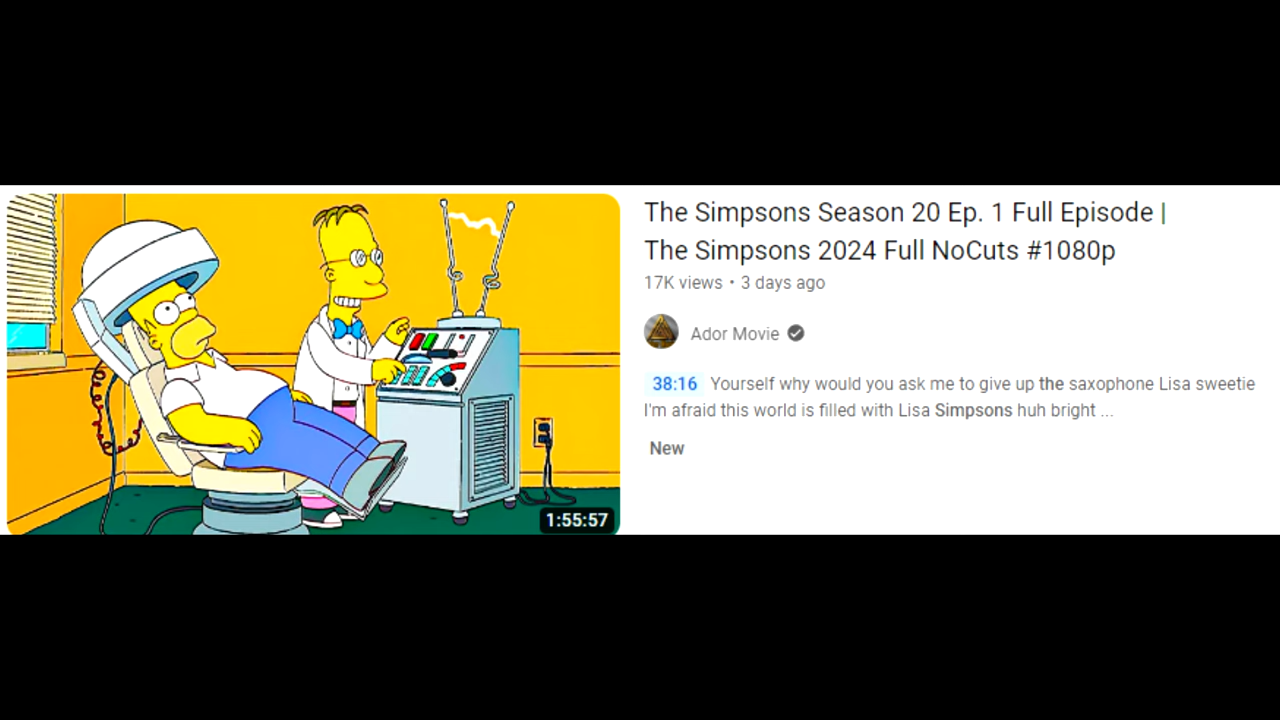 The Simpsons Season 20 Ep. 1 Full Episode |
The Simpsons 2024 Full NoCuts #1080p
17K views • 3 days ago
Ador Movie
38:16 Yourself why would you ask me to give up the saxophone Lisa sweetie
I'm afraid this world is filled with Lisa Simpsons huh bright ...
New
1:55:57